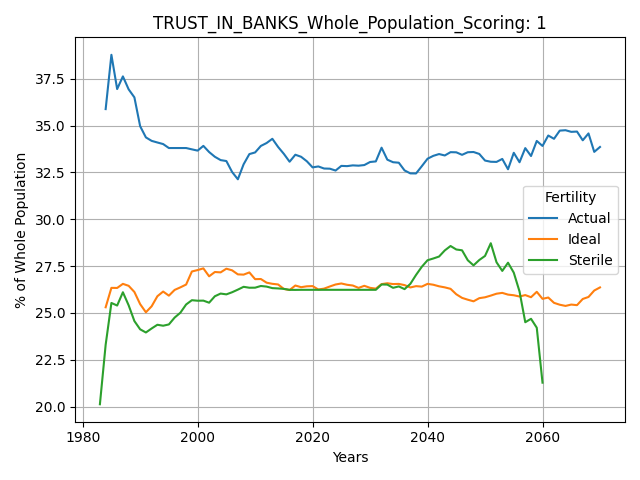 TRUST_IN_BANKS_Whole_Population_Scoring: 1
% of Whole Population
37.5
35.0
32.5
30.0
27.5
25.0
22.5
20.0
Fertility
Actual
Ideal
Sterile
1980
2000
2020
2040
2060
Years